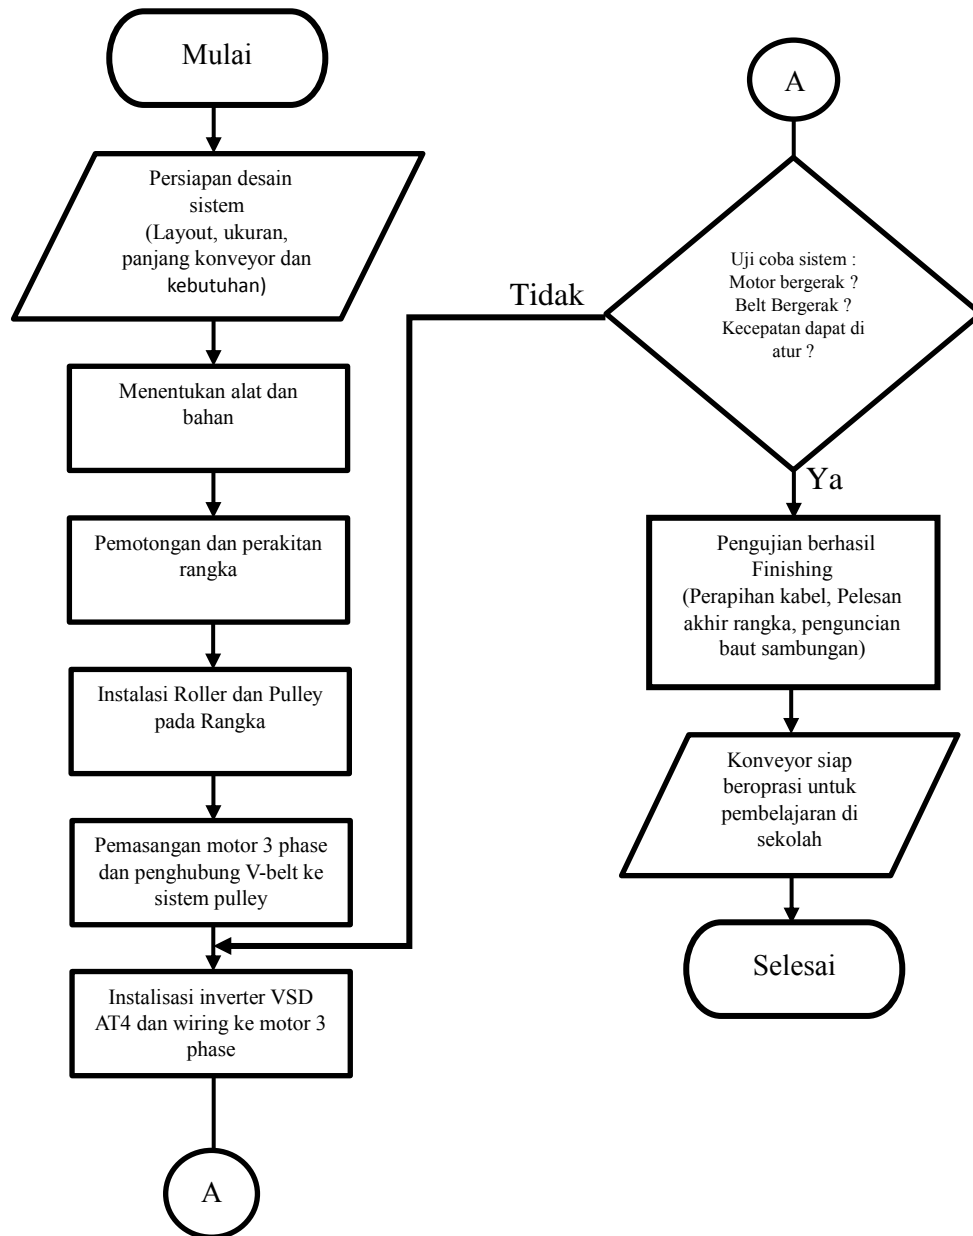 Mulai
Persiapan desain
sistem
(Layout, ukuran,
panjang konveyor dan
kebutuhan)
Menentukan alat dan
bahan
Pemotongan dan perakitan
rangka
Instalasi Roller dan Pulley
pada Rangka
Pemasangan motor 3 phase
dan penghubung V-belt ke
sistem pulley
Instalisasi inverter VSD
AT4 dan wiring ke motor 3
phase
A
A
Uji coba sistem :
Motor bergerak ?
Belt Bergerak ?
Kecepatan dapat di
atur ?
Tidak
Ya
Pengujian berhasil
Finishing
(Perapihan kabel, Pelesan
akhir rangka, penguncian
baut sambungan)
Konveyor siap
beroprasi untuk
pembelajaran di
sekolah
Selesai